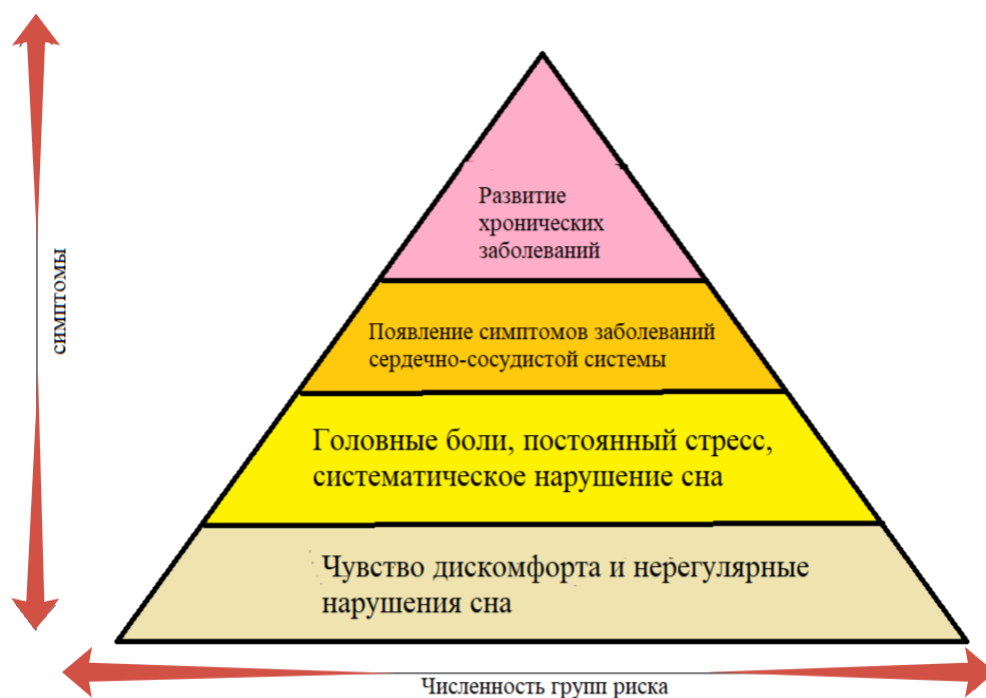 Развитие
хронических
заболеваний
Появление симптомов заболеваний
сердечно-сосудистой системы
Головные боли, постоянный стресс,
систематическое нарушение сна
Чувство дискомфорта и нерегулярные
нарушения сна
симптомы
Численность групп риска